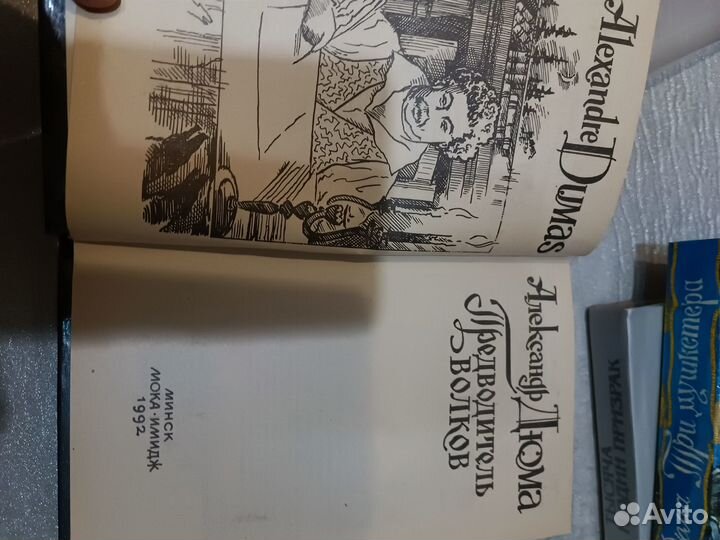 Alexandre Dumas
Александр Дюма
Предводитель
волков
МИНСК
МОКА·ИМИДЖ
1992
Три мушкетера
Avito